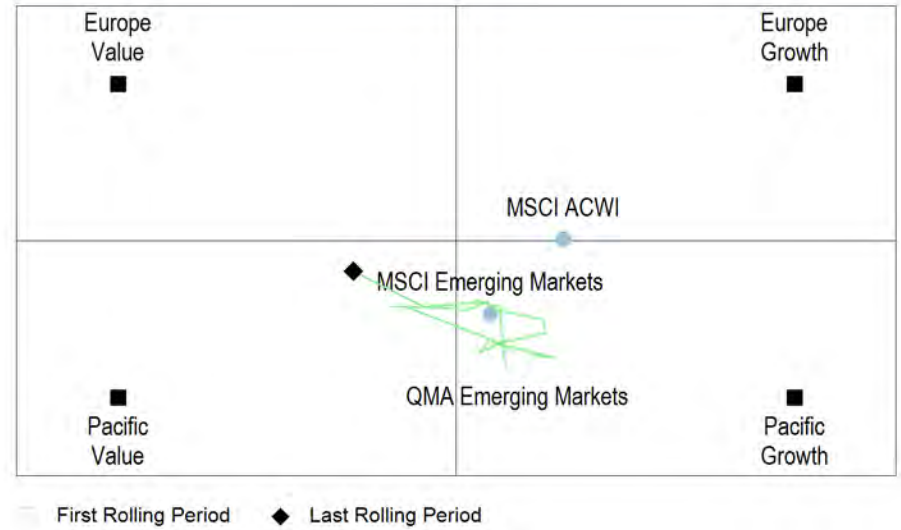 Europe
Value
Europe
Growth
MSCI ACWI
MSCI Emerging Markets
QMA Emerging Markets
Pacific
Value
Pacific
Growth
First Rolling Period
Last Rolling Period